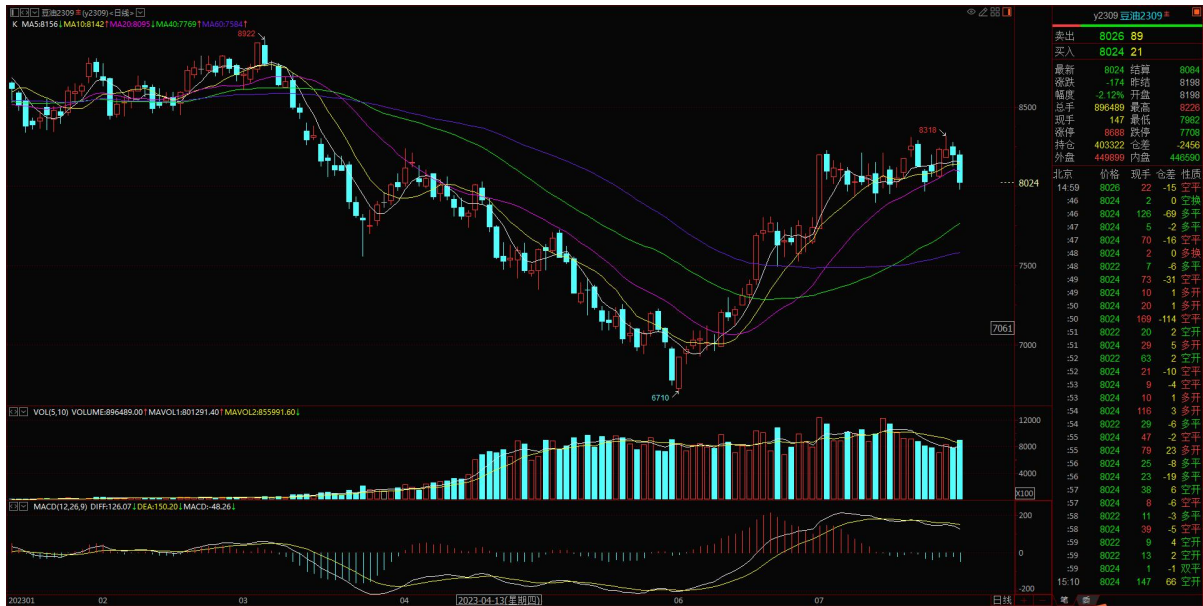 豆油2309 主 (y2309)<日线>
K MA5:8156↓MA10:8142↑MA20:8095↓MA40:7769↑MA60:7584↑
8922
8318
8500
8024
7500
7061
7000
6710
VOL(5,10) VOLUME:896489.00↑MAVOL1:801291.40↑MAVOL2:855991.60↓
12000
8000
4000
X100
MACD(12,26,9) DIFF:126.07↓DEA:150.20↓MACD:-48.26↓
200
0
-200
202301 02 03 04 2023-04-13(星期四) 06 07 日线 + -
y2309 豆油2309 主
卖出 8026 89
买入 8024 21
最新 8024 结算 8084
涨跌 -174 昨结 8198
幅度 -2.12% 开盘 8198
总手 896489 最高 8226
现手 147 最低 7982
涨停 8688 跌停 7708
持仓 403322 仓差 -2456
外盘 449899 内盘 446590
北京 价格 现手 仓差 性质
14:59 8026 22 -15 空平
:46 8024 2 0 空换
:46 8024 126 -69 多平
:47 8024 5 -2 多平
:47 8024 70 -16 空平
:48 8024 2 0 多换
:48 8022 7 -6 多平
:49 8024 73 -31 空平
:49 8024 10 1 多开
:50 8024 20 1 多开
:50 8024 169 -114 空平
:51 8022 20 2 空开
:51 8024 29 5 多开
:52 8022 63 2 空开
:52 8024 21 -10 空平
:53 8024 9 -4 空平
:53 8024 10 1 多开
:54 8024 116 3 多开
:54 8022 29 -6 多平
:55 8024 47 -2 空平
:55 8024 79 23 多开
:56 8024 25 -8 多平
:56 8024 23 -19 多平
:57 8024 38 6 空开
:57 8024 8 -6 空平
:58 8022 11 -3 多平
:58 8024 39 -5 空平
:59 8022 9 4 空开
:59 8022 13 2 空开
:59 8024 1 -1 双平
15:10 8024 147 66 空开
笔